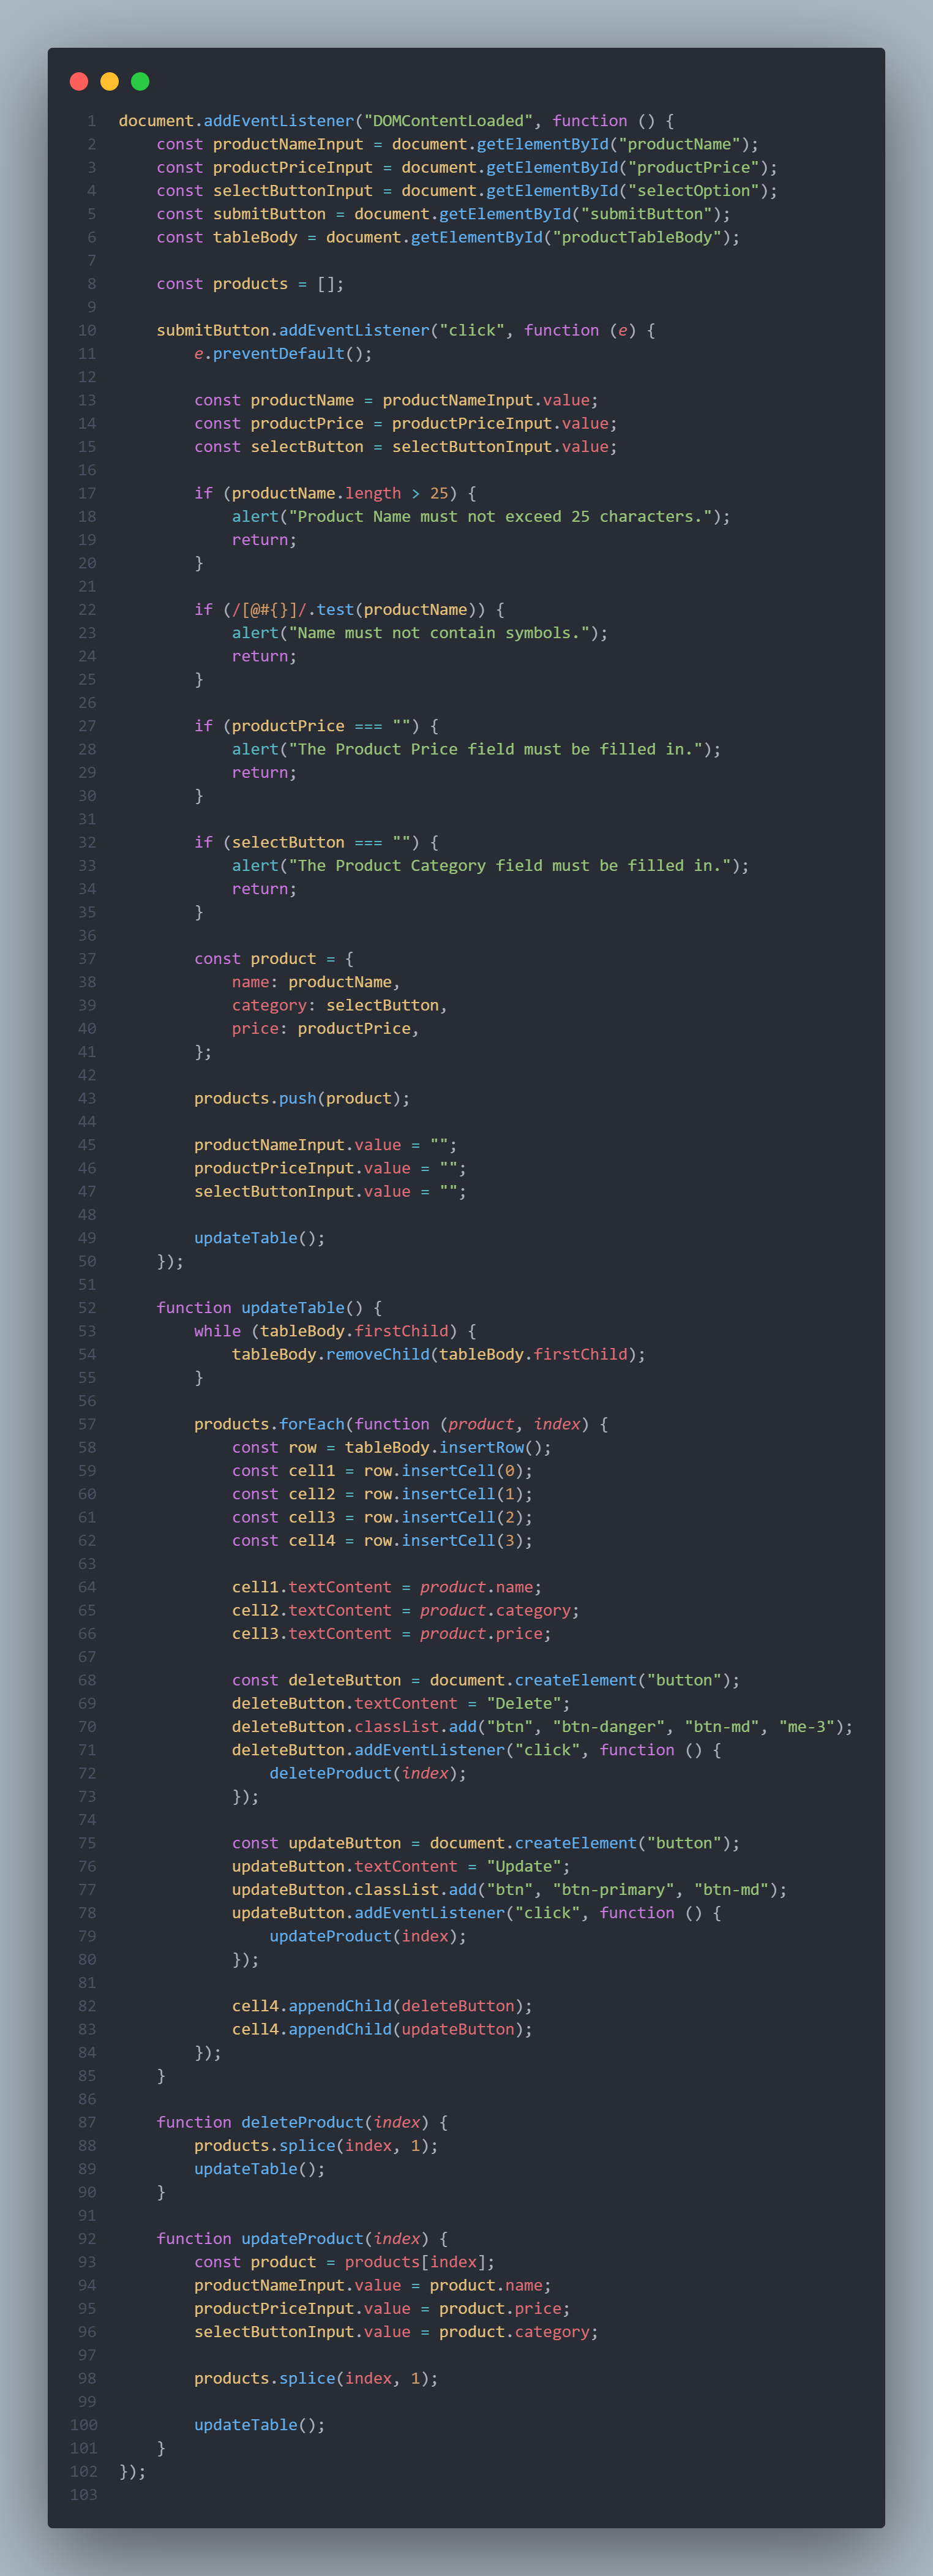 1 document.addEventListener("DOMContentLoaded", function () {
2     const productNameInput = document.getElementById("productName");
3     const productPriceInput = document.getElementById("productPrice");
4     const selectButtonInput = document.getElementById("selectOption");
5     const submitButton = document.getElementById("submitButton");
6     const tableBody = document.getElementById("productTableBody");
7
8     const products = [];
9
10     submitButton.addEventListener("click", function (e) {
11         e.preventDefault();
12
13         const productName = productNameInput.value;
14         const productPrice = productPriceInput.value;
15         const selectButton = selectButtonInput.value;
16
17         if (productName.length > 25) {
18             alert("Product Name must not exceed 25 characters.");
19             return;
20         }
21
22         if (/[@#{}]/.test(productName)) {
23             alert("Name must not contain symbols.");
24             return;
25         }
26
27         if (productPrice === "") {
28             alert("The Product Price field must be filled in.");
29             return;
30         }
31
32         if (selectButton === "") {
33             alert("The Product Category field must be filled in.");
34             return;
35         }
36
37         const product = {
38             name: productName,
39             category: selectButton,
40             price: productPrice,
41         };
42
43         products.push(product);
44
45         productNameInput.value = "";
46         productPriceInput.value = "";
47         selectButtonInput.value = "";
48
49         updateTable();
50     });
51
52     function updateTable() {
53         while (tableBody.firstChild) {
54             tableBody.removeChild(tableBody.firstChild);
55         }
56
57         products.forEach(function (product, index) {
58             const row = tableBody.insertRow();
59             const cell1 = row.insertCell(0);
60             const cell2 = row.insertCell(1);
61             const cell3 = row.insertCell(2);
62             const cell4 = row.insertCell(3);
63
64             cell1.textContent = product.name;
65             cell2.textContent = product.category;
66             cell3.textContent = product.price;
67
68             const deleteButton = document.createElement("button");
69             deleteButton.textContent = "Delete";
70             deleteButton.classList.add("btn", "btn-danger", "btn-md", "me-3");
71             deleteButton.addEventListener("click", function () {
72                 deleteProduct(index);
73             });
74
75             const updateButton = document.createElement("button");
76             updateButton.textContent = "Update";
77             updateButton.classList.add("btn", "btn-primary", "btn-md");
78             updateButton.addEventListener("click", function () {
79                 updateProduct(index);
80             });
81
82             cell4.appendChild(deleteButton);
83             cell4.appendChild(updateButton);
84         });
85     }
86
87     function deleteProduct(index) {
88         products.splice(index, 1);
89         updateTable();
90     }
91
92     function updateProduct(index) {
93         const product = products[index];
94         productNameInput.value = product.name;
95         productPriceInput.value = product.price;
96         selectButtonInput.value = product.category;
97
98         products.splice(index, 1);
99
100         updateTable();
101     }
102 });
103